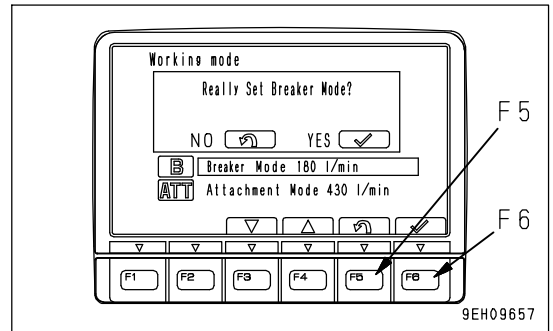 Working mode
Really Set Breaker Mode?
NO YES
B Breaker Mode 180 l/min
ATT Attachment Mode 430 l/min
F1 F2 F3 F4 F5 F6
F5
F6
9EH09657